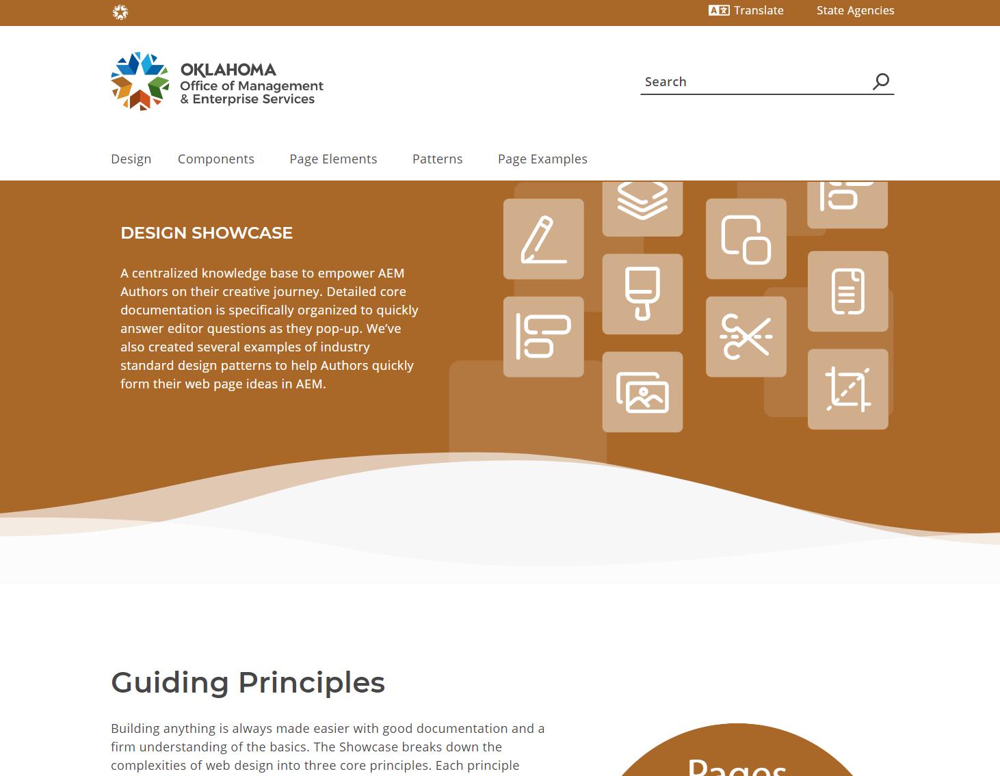 Translate
State Agencies
OKLAHOMA
Office of Management
& Enterprise Services
Search
Design
Components
Page Elements
Patterns
Page Examples
DESIGN SHOWCASE
A centralized knowledge base to empower AEM
Authors on their creative journey. Detailed core
documentation is specifically organized to quickly
answer editor questions as they pop-up. We’ve
also created several examples of industry
standard design patterns to help Authors quickly
form their web page ideas in AEM.
Guiding Principles
Building anything is always made easier with good documentation and a
firm understanding of the basics. The Showcase breaks down the
complexities of web design into three core principles. Each principle
Pages